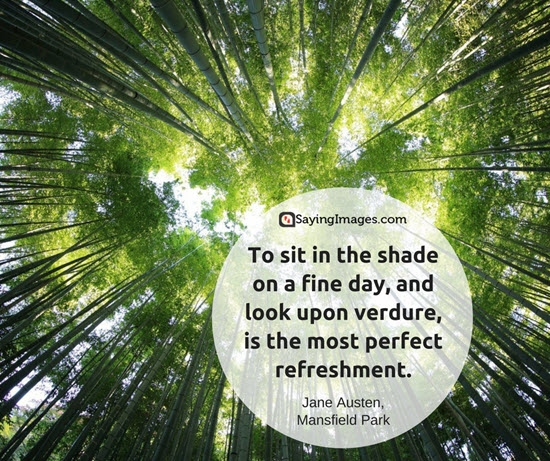 SayingImages.com
To sit in the shade
on a fine day, and
look upon verdure,
is the most perfect
refreshment.
Jane Austen,
Mansfield Park